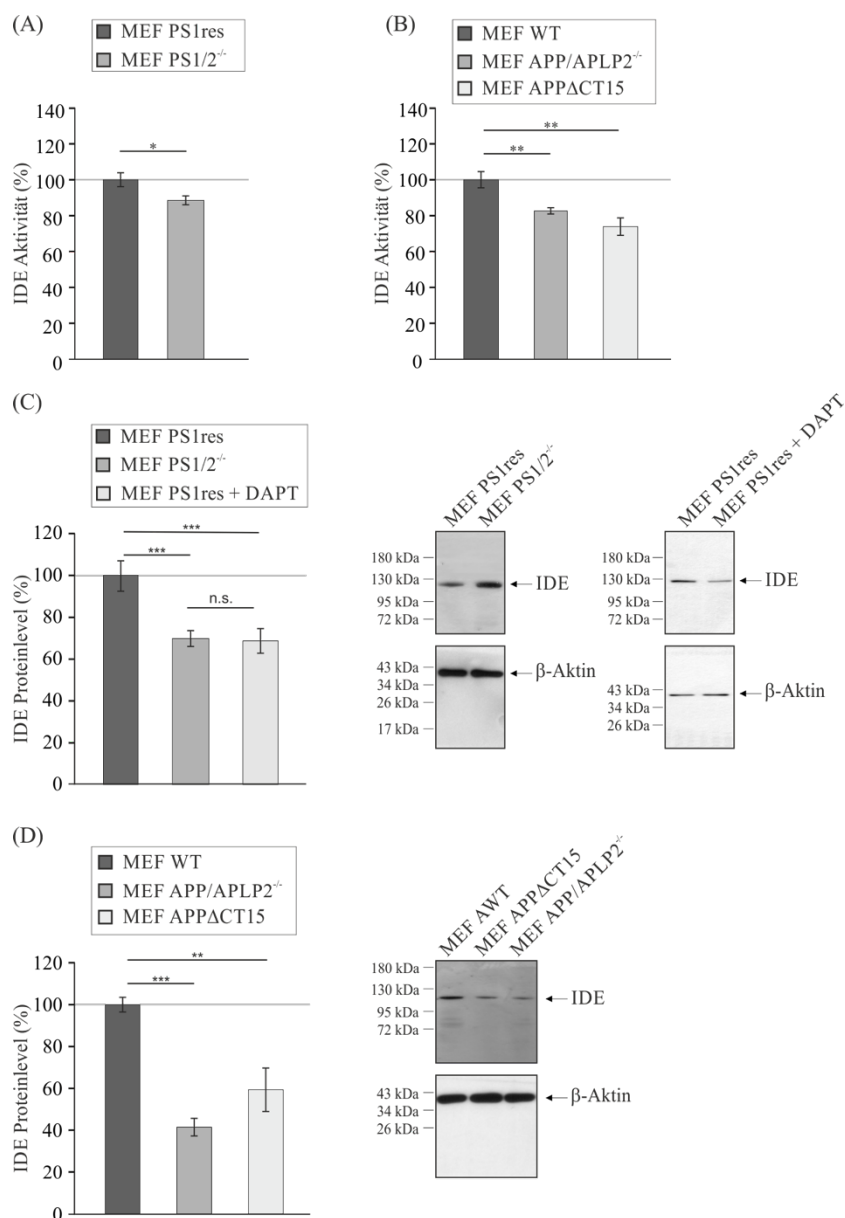 (A)
MEF PS1res
MEF PS1/2-/-
140
120
100
80
60
40
20
0
IDE Aktivität (%)
*
(B)
MEF WT
MEF APP/APLP2-/-
MEF APPΔCT15
140
120
100
80
60
40
20
0
IDE Aktivität (%)
**
**
(C)
MEF PS1res
MEF PS1/2-/-
MEF PS1res + DAPT
120
100
80
60
40
20
0
IDE Proteinlevel (%)
***
***
n.s.
MEF PS1res
MEF PS1/2-/-
180 kDa
130 kDa
95 kDa
72 kDa
IDE
43 kDa
34 kDa
26 kDa
17 kDa
β-Aktin
MEF PS1res
MEF PS1res + DAPT
180 kDa
130 kDa
95 kDa
72 kDa
IDE
43 kDa
34 kDa
26 kDa
β-Aktin
(D)
MEF WT
MEF APP/APLP2-/-
MEF APPΔCT15
120
100
80
60
40
20
0
IDE Proteinlevel (%)
**
***
MEF AWT
MEF APPΔCT15
MEF APP/APLP2-/-
180 kDa
130 kDa
95 kDa
72 kDa
IDE
43 kDa
34 kDa
26 kDa
β-Aktin